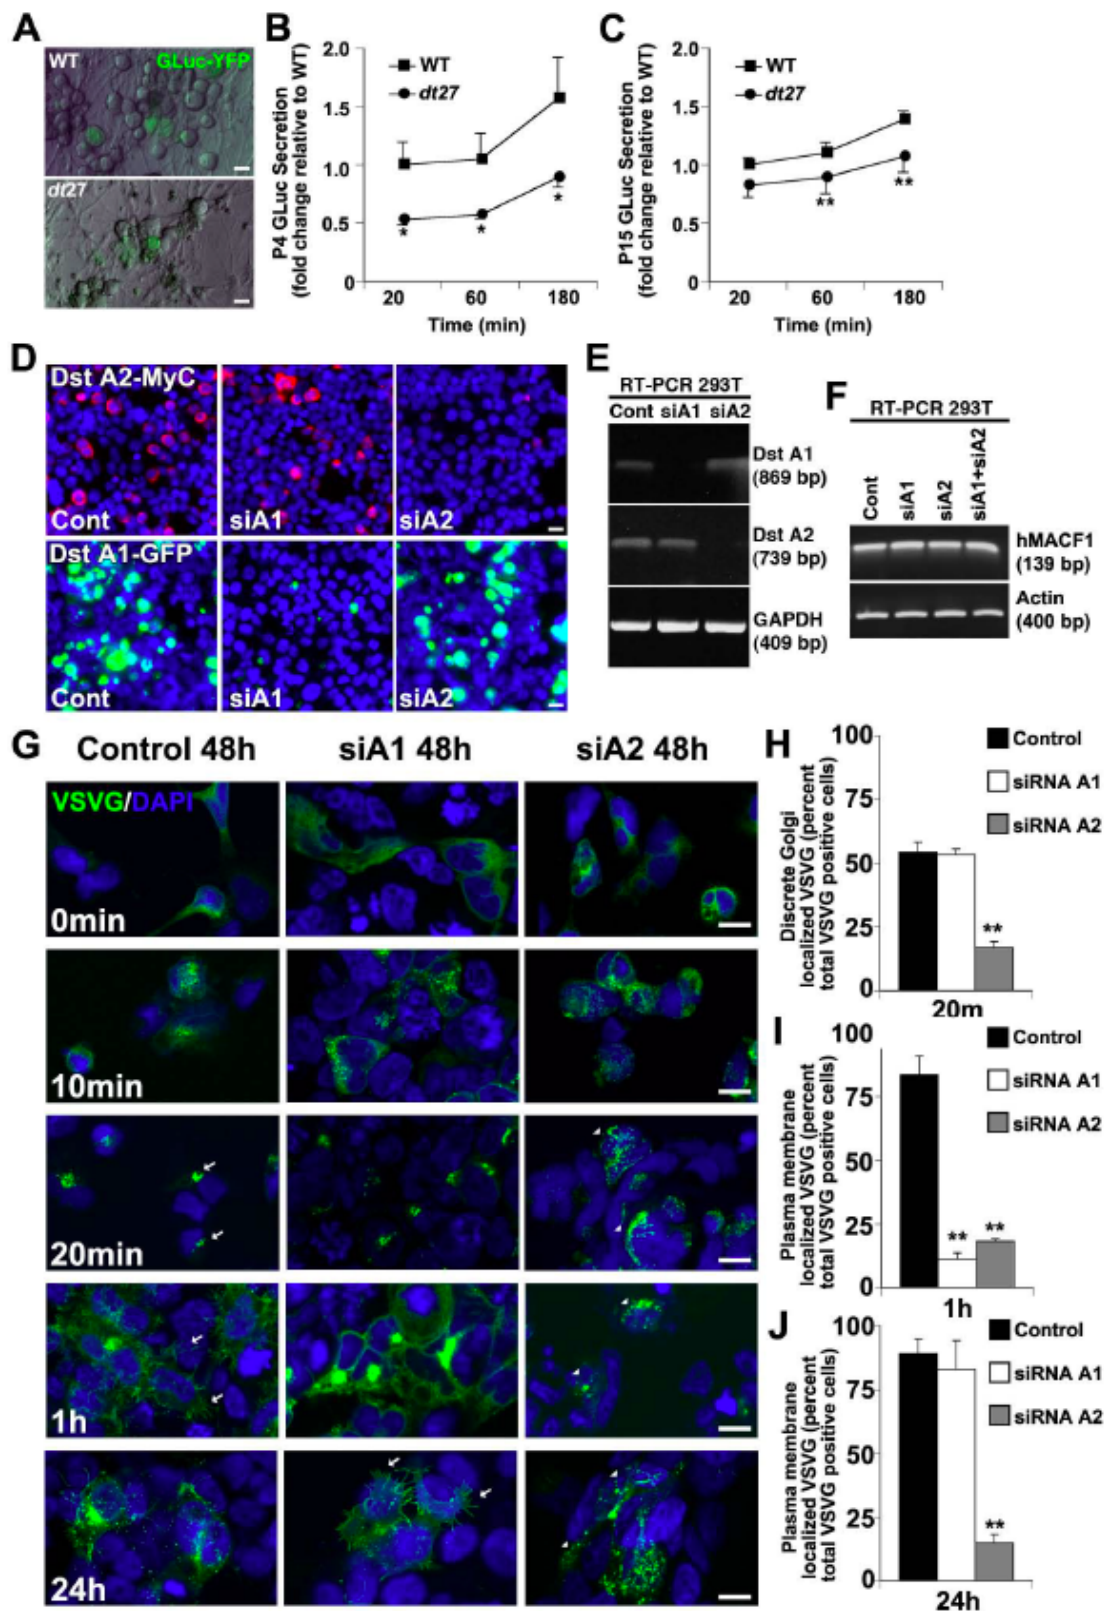 A
WT
GLuc-YFP
dt27
B
P4 GLuc Secretion
(fold change relative to WT)
2.0
1.5
1.0
0.5
0
WT
dt27
*
*
*
20
60
180
Time (min)
C
P15 GLuc Secretion
(fold change relative to WT)
2.0
1.5
1.0
0.5
0
WT
dt27
**
**
20
60
180
Time (min)
D
Dst A2-MyC
Cont
siA1
siA2
Dst A1-GFP
Cont
siA1
siA2
E
RT-PCR 293T
Cont siA1 siA2
Dst A1
(869 bp)
Dst A2
(739 bp)
GAPDH
(409 bp)
F
RT-PCR 293T
Cont
siA1
siA2
siA1+siA2
hMACF1
(139 bp)
Actin
(400 bp)
G
Control 48h
siA1 48h
siA2 48h
VSVG/DAPI
0min
10min
20min
1h
24h
H
Discrete Golgi
localized VSVG (percent
total VSVG positive cells)
100
75
50
25
0
Control
siRNA A1
siRNA A2
**
20m
I
Plasma membrane
localized VSVG (percent
total VSVG positive cells)
100
75
50
25
0
Control
siRNA A1
siRNA A2
**
**
1h
J
Plasma membrane
localized VSVG (percent
total VSVG positive cells)
100
75
50
25
0
Control
siRNA A1
siRNA A2
**
24h